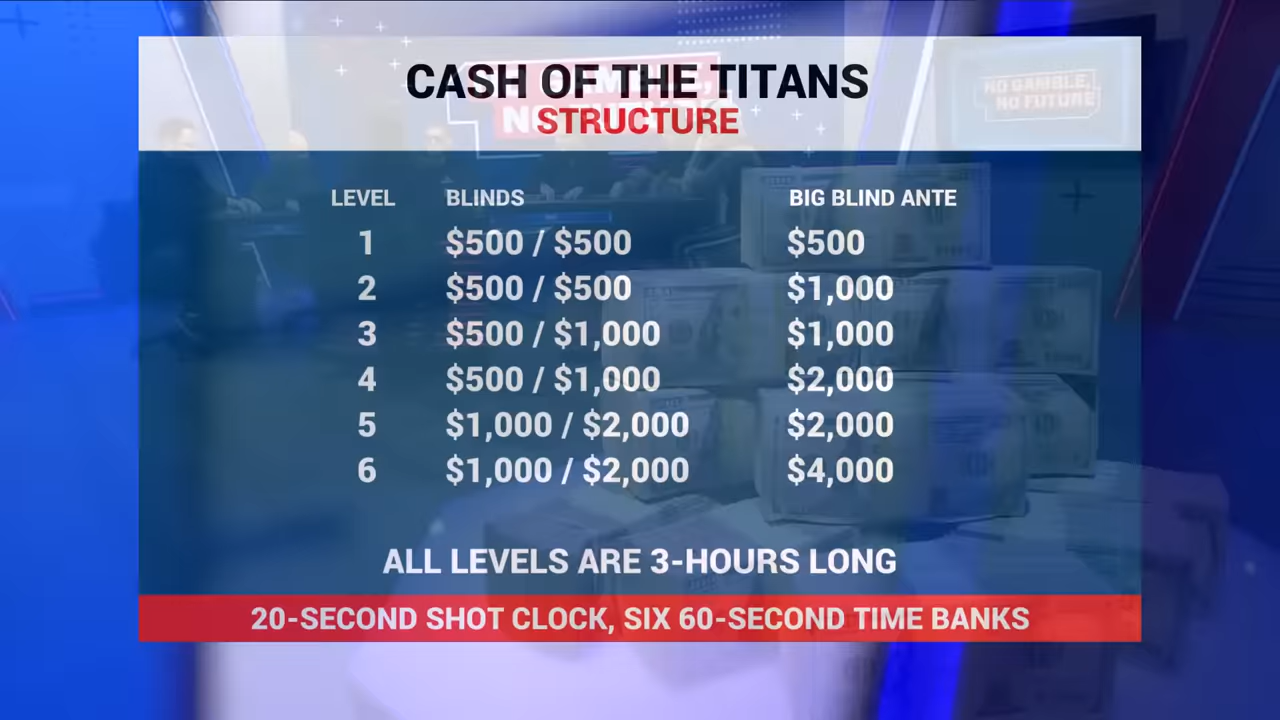 CASH OF THE TITANS
STRUCTURE
NO GAMBLE,
NO FUTURE
LEVEL BLINDS BIG BLIND ANTE
1 $500 / $500 $500
2 $500 / $500 $1,000
3 $500 / $1,000 $1,000
4 $500 / $1,000 $2,000
5 $1,000 / $2,000 $2,000
6 $1,000 / $2,000 $4,000
ALL LEVELS ARE 3-HOURS LONG
20-SECOND SHOT CLOCK, SIX 60-SECOND TIME BANKS